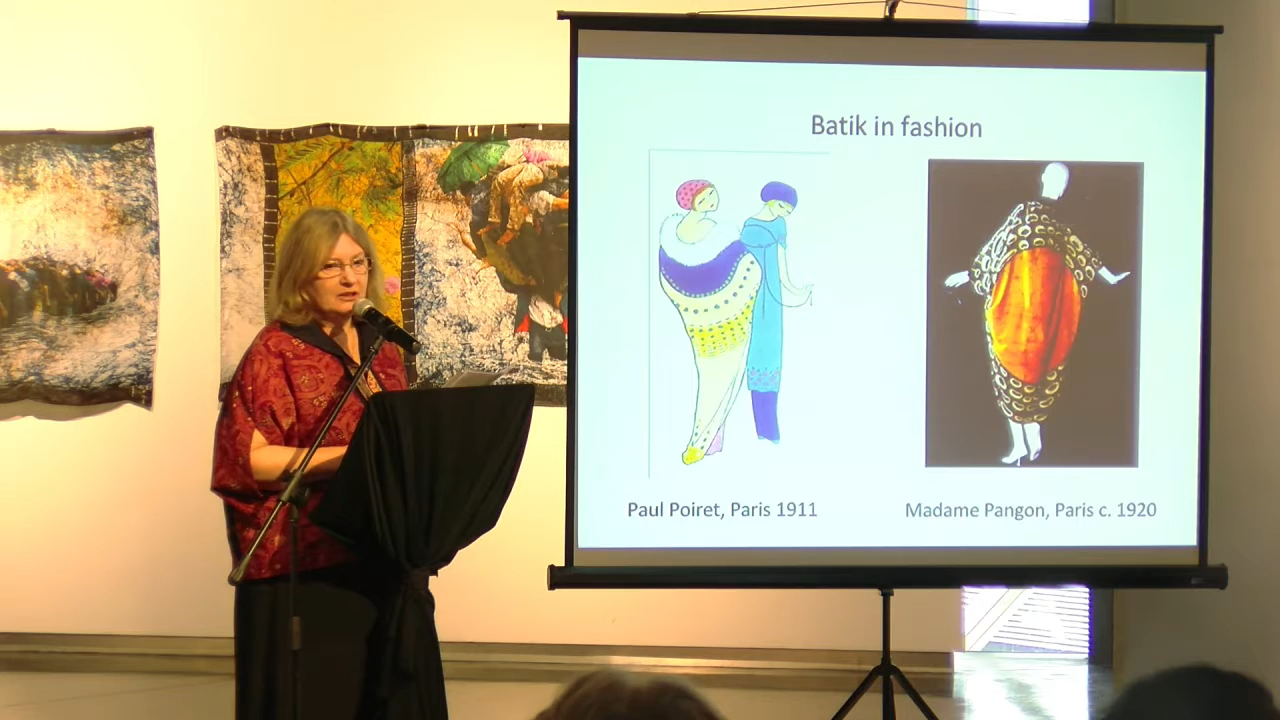 Batik in fashion
Paul Poiret, Paris 1911
Madame Pangon, Paris c. 1920